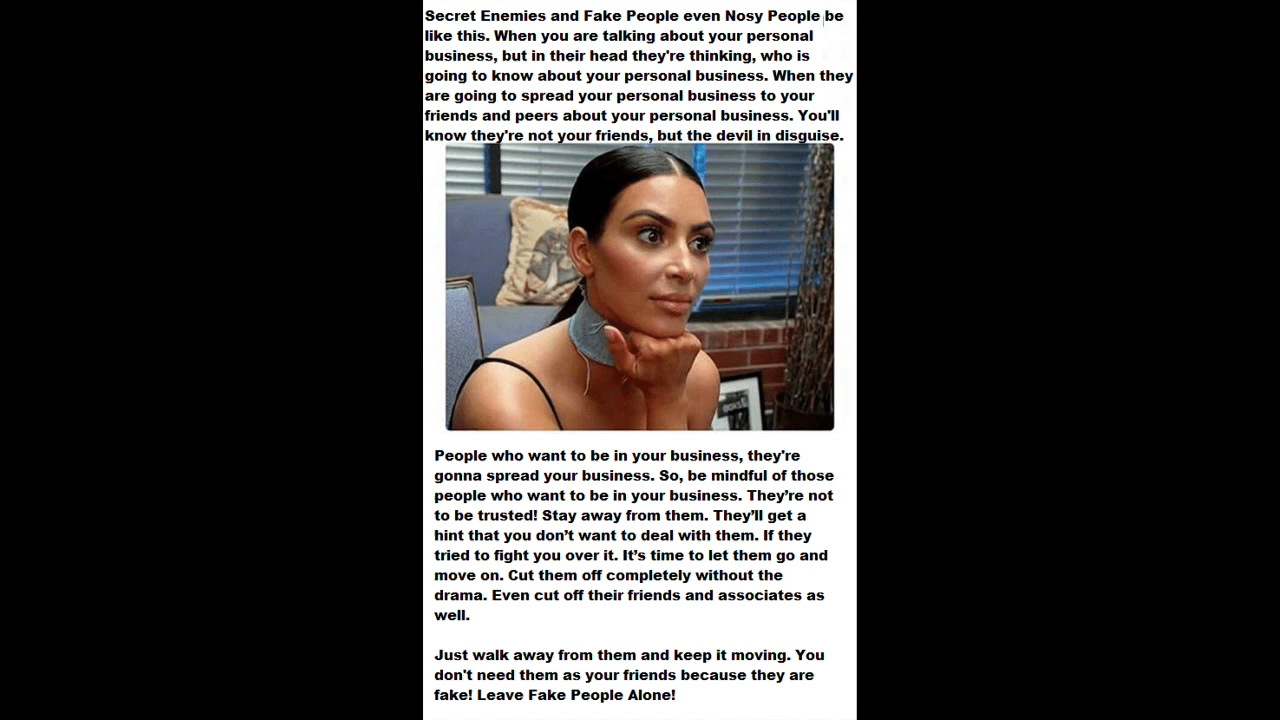 Secret Enemies and Fake People even Nosy People be
like this. When you are talking about your personal
business, but in their head they're thinking, who is
going to know about your personal business. When they
are going to spread your personal business to your
friends and peers about your personal business. You'll
know they're not your friends, but the devil in disguise.
People who want to be in your business, they're
gonna spread your business. So, be mindful of those
people who want to be in your business. They’re not
to be trusted! Stay away from them. They’ll get a
hint that you don’t want to deal with them. If they
tried to fight you over it. It’s time to let them go and
move on. Cut them off completely without the
drama. Even cut off their friends and associates as
well.
Just walk away from them and keep it moving. You
don't need them as your friends because they are
fake! Leave Fake People Alone!